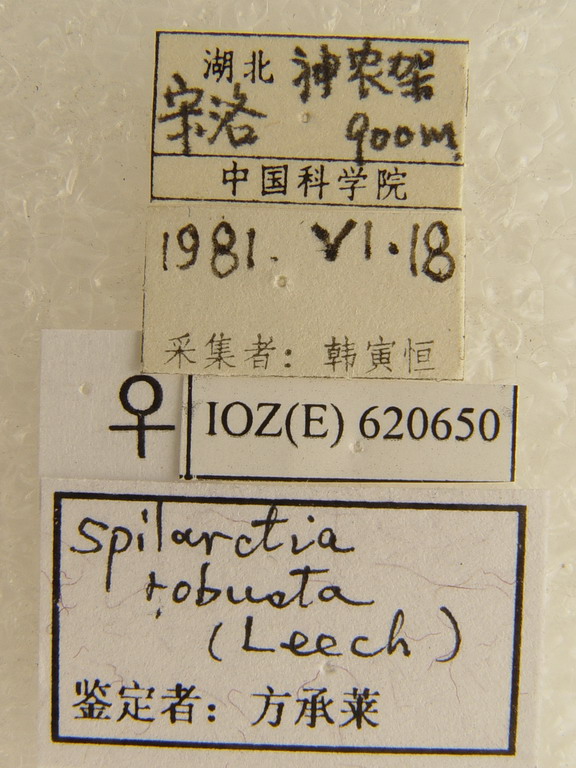 湖北 神农架
宋洛 900m
中国科学院
1981. VI.18
采集者：韩寅恒
♀
IOZ(E) 620650
Spilarctia
robusta
(Leech)
鉴定者：方承莱